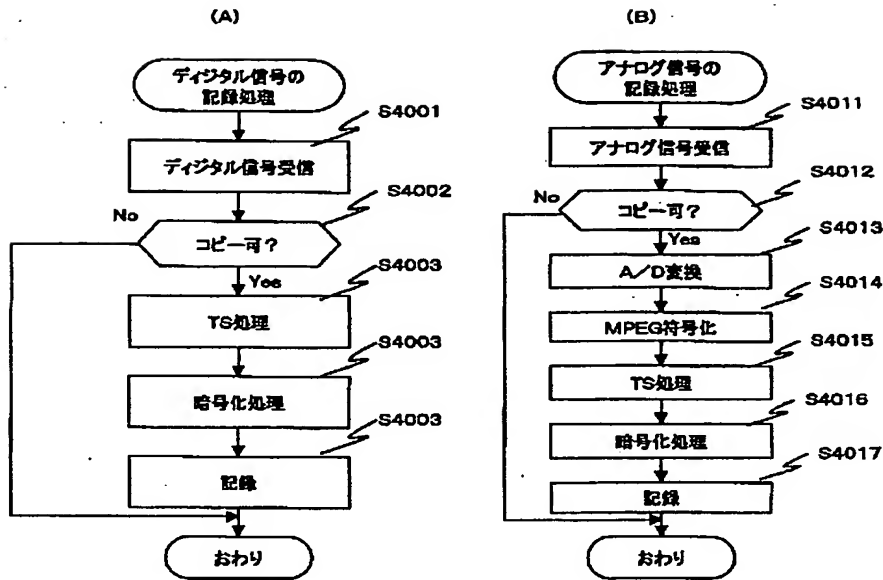 (A)
ディジタル信号の
記録処理
S4001
ディジタル信号受信
S4002
No
コピー可?
Yes
S4003
TS処理
S4003
暗号化処理
S4003
記録
おわり
(B)
アナログ信号の
記録処理
S4011
アナログ信号受信
S4012
No
コピー可?
Yes
S4013
A/D変換
S4014
MPEG符号化
S4015
TS処理
S4016
暗号化処理
S4017
記録
おわり